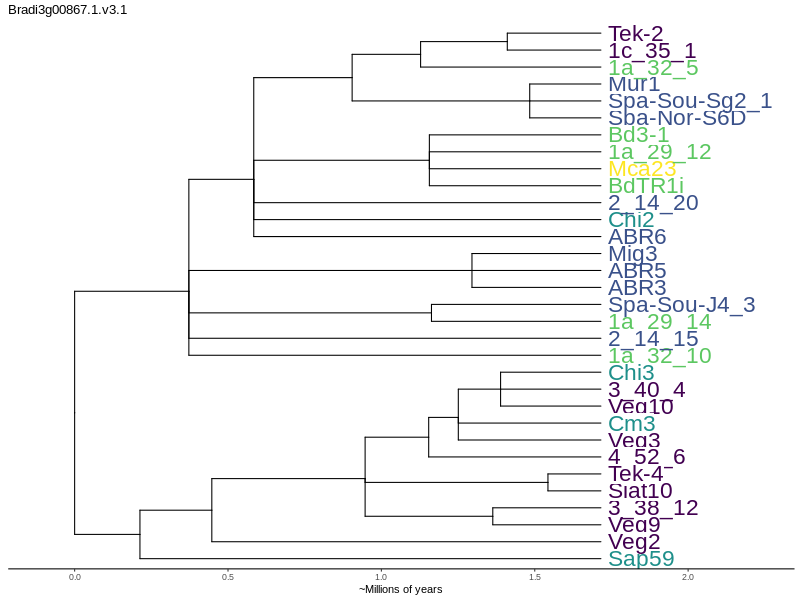 Bradi3g00867.1.v3.1
Tek-2
1c_35_1
1a_32_5
Mur1
Spa-Sou-Sg2_1
Sba-Nor-S6D
Bd3-1
1a_29_12
Mca23
BdTR1i
2_14_20
Chi2
ABR6
Mig3
ABR5
ABR3
Spa-Sou-J4_3
1a_29_14
2_14_15
1a_32_10
Chi3
3_40_4
Veg10
Cm3
Veg3
4_52_6
Tek-4
Siat10
3_38_12
Veg9
Veg2
Sap59
0.0 0.5 1.0 1.5 2.0
~Millions of years